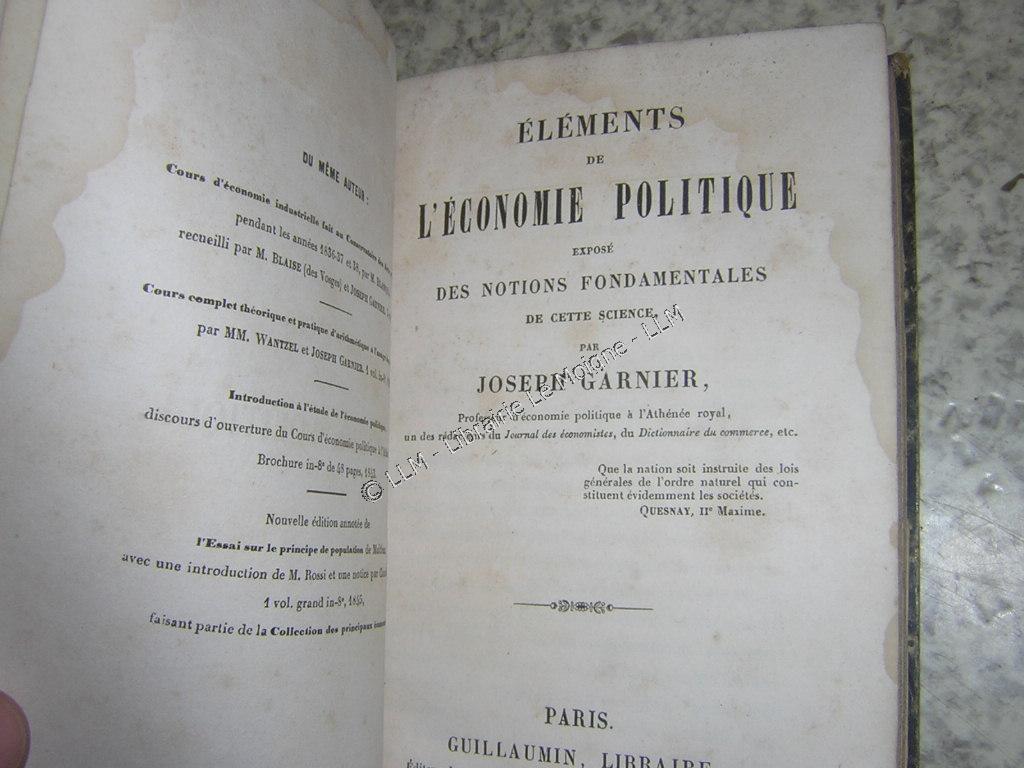 DU MÊME AUTEUR :
Cours d'économie industrielle fait au Conservatoire des
pendant les années 1836-37 et 38, par M.
recueilli par M. BLAISE (des Vosges) et JOSEPH GARNIER,
Cours complet théorique et pratique d'arithmétique à
par MM. WANTZEL et JOSEPH GARNIER. 1 vol.
Introduction à l'étude de l'économie politique,
discours d'ouverture du Cours d'économie politique à
Brochure in-8° de 48 pages, 1843.
Nouvelle édition annotée de
l'Essai sur le principe de population de
avec une introduction de M. Rossi et une notice par
1 vol. grand in-8°, 1845,
faisant partie de la Collection des principaux
ÉLÉMENTS
DE
L'ÉCONOMIE POLITIQUE
EXPOSÉ
DES NOTIONS FONDAMENTALES
DE CETTE SCIENCE,
PAR
JOSEPH GARNIER,
Professeur d'économie politique à l'Athénée royal,
un des rédacteurs du Journal des économistes, du Dictionnaire du commerce, etc.
Que la nation soit instruite des lois
générales de l'ordre naturel qui con-
stituent évidemment les sociétés.
QUESNAY, IIe Maxime.
PARIS.
GUILLAUMIN, LIBRAIRE
© LLM - Librairie Le Moigne - LLM